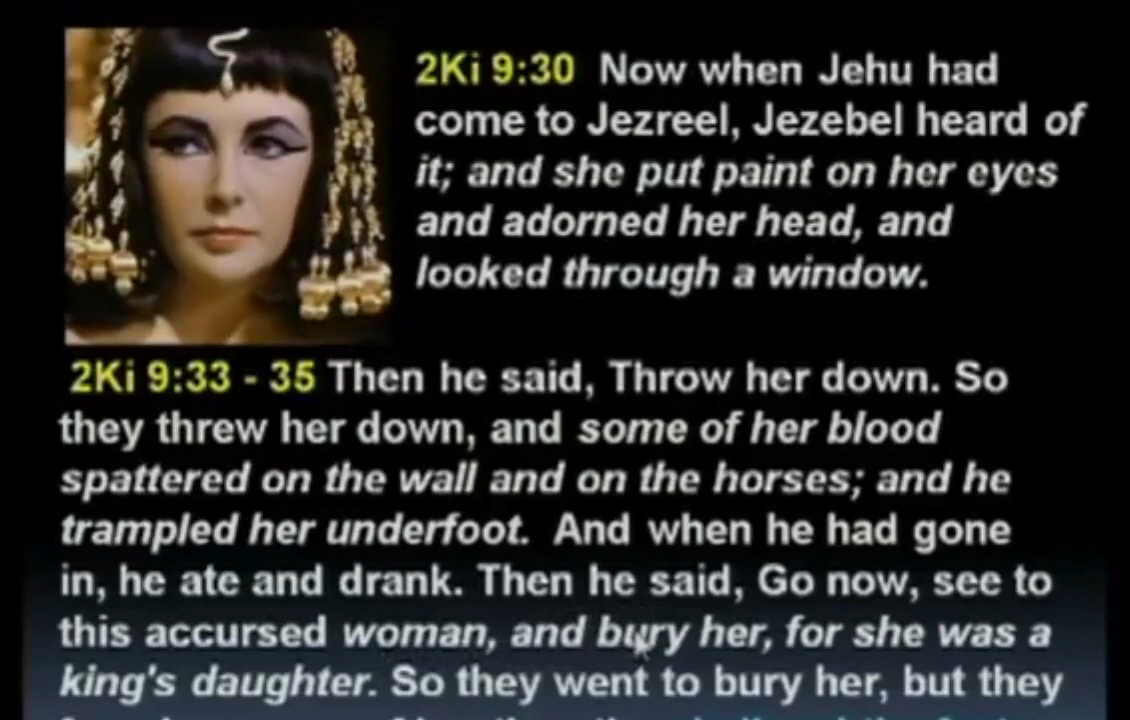 2Ki 9:30 Now when Jehu had
come to Jezreel, Jezebel heard of
it; and she put paint on her eyes
and adorned her head, and
looked through a window.
2Ki 9:33 - 35 Then he said, Throw her down. So
they threw her down, and some of her blood
spattered on the wall and on the horses; and he
trampled her underfoot. And when he had gone
in, he ate and drank. Then he said, Go now, see to
this accursed woman, and bury her, for she was a
king's daughter. So they went to bury her, but they